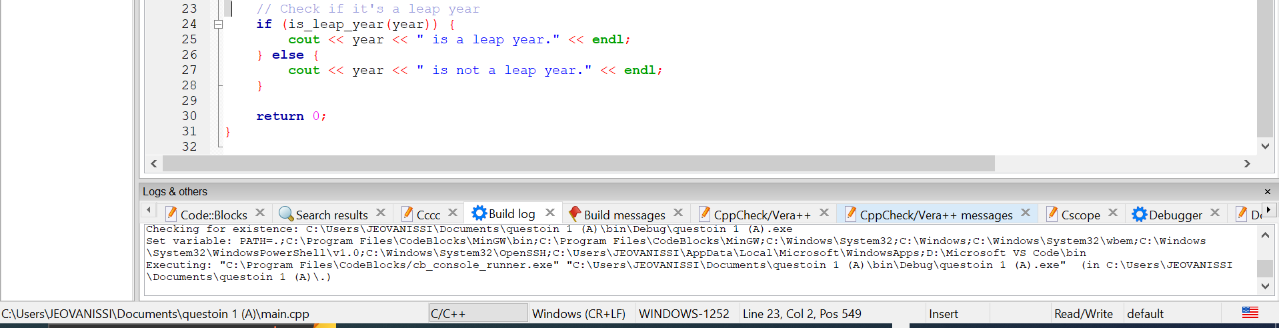 23 // Check if it's a leap year
24 if (is_leap_year(year)) {
25 cout << year << " is a leap year." << endl;
26 } else {
27 cout << year << " is not a leap year." << endl;
28 }
29
30 return 0;
31 }
32
Logs & others
Code::Blocks Search results Cccc Build log Build messages CppCheck/Vera++ CppCheck/Vera++ messages Cscope Debugger
Checking for existence: C:\Users\JEOVANISSI\Documents\questoin 1 (A)\bin\Debug\questoin 1 (A).exe
Set variable: PATH=.;C:\Program Files\CodeBlocks\MinGW\bin;C:\Program Files\CodeBlocks\MinGW;C:\Windows\System32;C:\Windows;C:\Windows\System32\wbem;C:\Windows
\System32\WindowsPowerShell\v1.0;C:\Windows\System32\OpenSSH;C:\Users\JEOVANISSI\AppData\Local\Microsoft\WindowsApps;D:\Microsoft VS Code\bin
Executing: "C:\Program Files\CodeBlocks/cb_console_runner.exe" "C:\Users\JEOVANISSI\Documents\questoin 1 (A)\bin\Debug\questoin 1 (A).exe" (in C:\Users\JEOVANISSI
\Documents\questoin 1 (A)\.)
C:\Users\JEOVANISSI\Documents\questoin 1 (A)\main.cpp C/C++ Windows (CR+LF) WINDOWS-1252 Line 23, Col 2, Pos 549 Insert Read/Write default